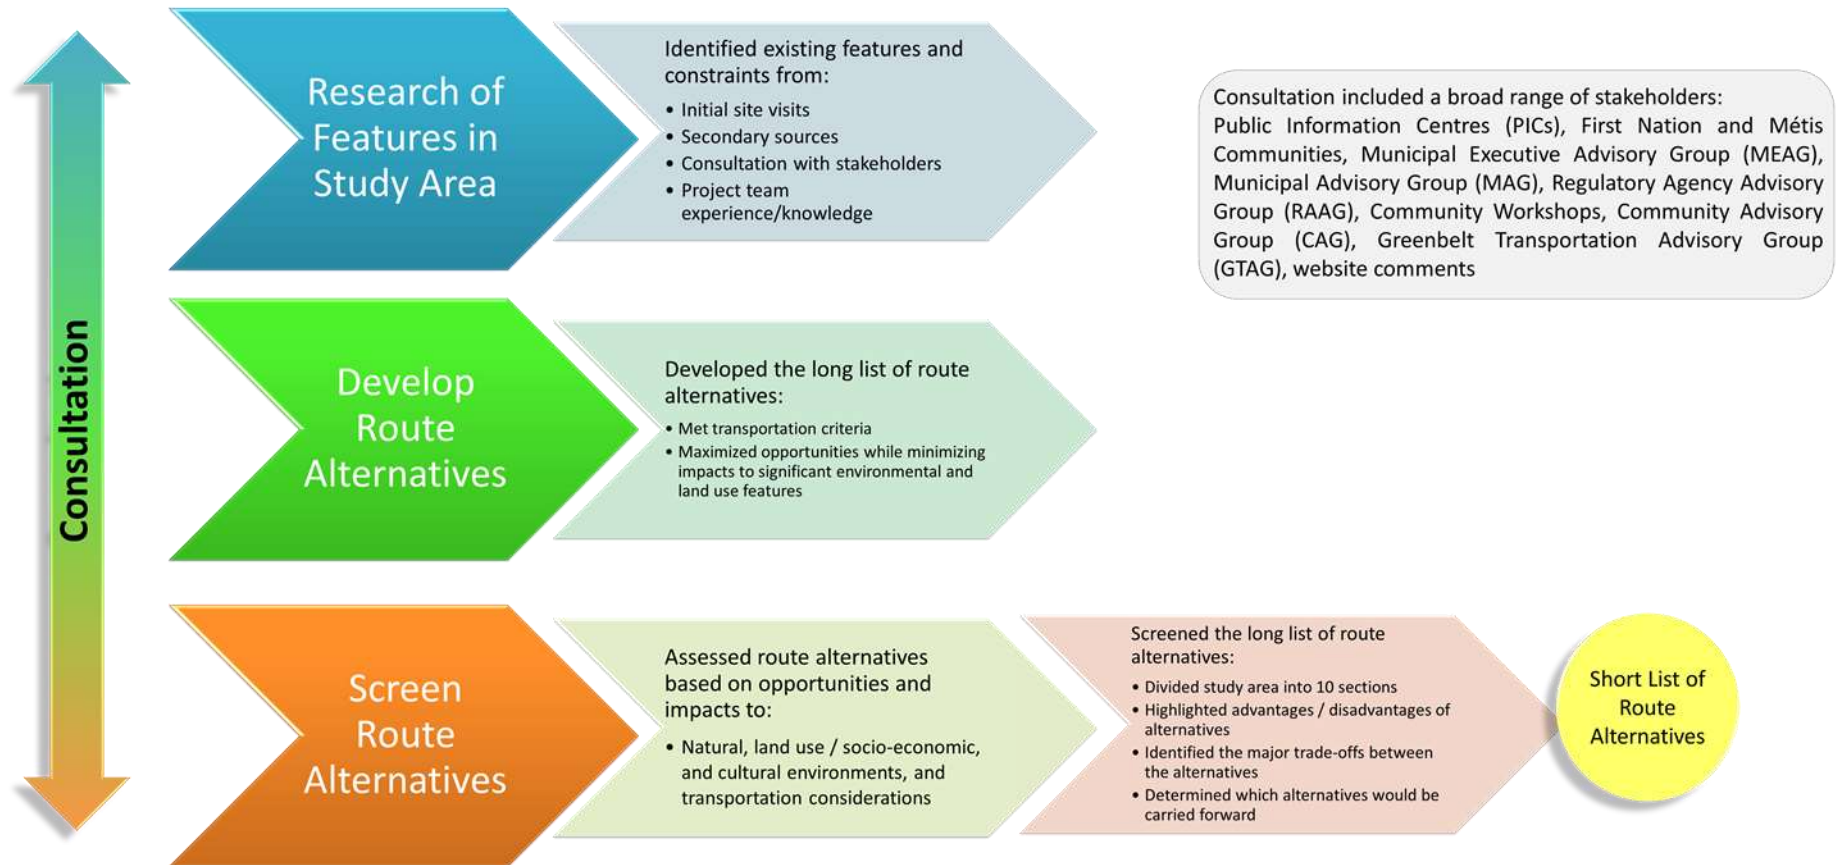 Consultation
Research of
Features in
Study Area
Identified existing features and
constraints from:
• Initial site visits
• Secondary sources
• Consultation with stakeholders
• Project team
experience/knowledge
Consultation included a broad range of stakeholders:
Public Information Centres (PICs), First Nation and Métis
Communities, Municipal Executive Advisory Group (MEAG),
Municipal Advisory Group (MAG), Regulatory Agency Advisory
Group (RAAG), Community Workshops, Community Advisory
Group (CAG), Greenbelt Transportation Advisory Group
(GTAG), website comments
Develop
Route
Alternatives
Developed the long list of route
alternatives:
• Met transportation criteria
• Maximized opportunities while minimizing
impacts to significant environmental and
land use features
Screen
Route
Alternatives
Assessed route alternatives
based on opportunities and
impacts to:
• Natural, land use / socio-economic,
and cultural environments, and
transportation considerations
Screened the long list of route
alternatives:
• Divided study area into 10 sections
• Highlighted advantages / disadvantages of
alternatives
• Identified the major trade-offs between
the alternatives
• Determined which alternatives would be
carried forward
Short List of
Route
Alternatives